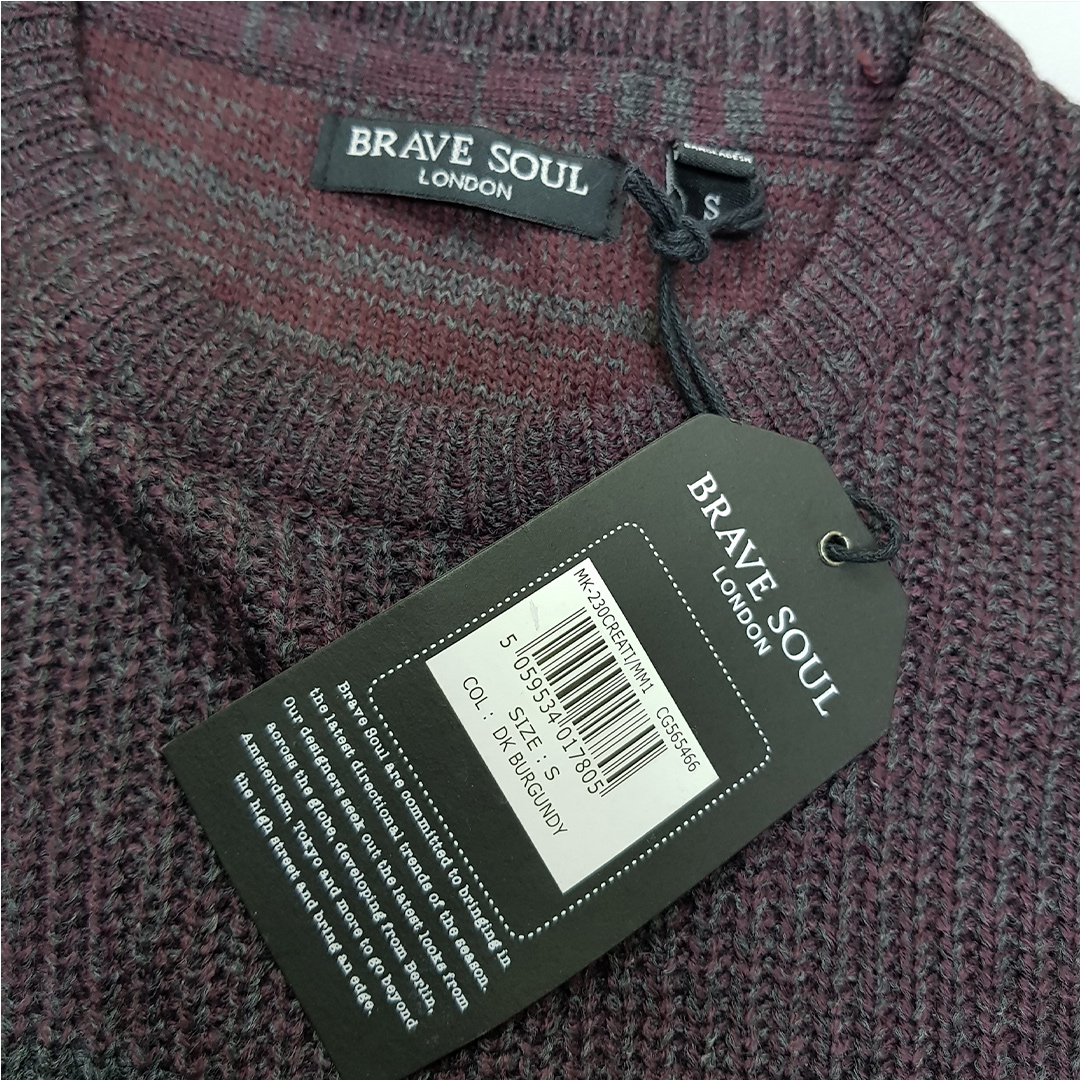 BRAVE SOUL
LONDON
S
BRAVE SOUL
LONDON
MK-230CREATI/MM1 CG565466
5 059534 017805
SIZE : S
COL : DK BURGUNDY
Brave Soul are committed to bringing in
the latest directional trends of the season.
Our designers seek out the latest looks from
across the globe, developing from Berlin,
Amsterdam, Tokyo and more to go beyond
the high street and bring an edge.